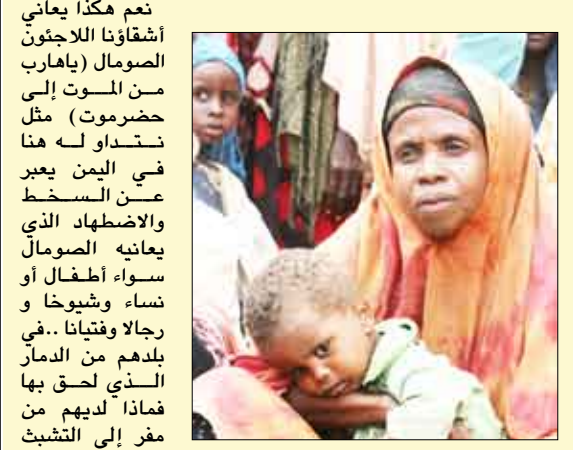 نعم هكذا يعاني
أشقاؤنا اللاجئون
الصومال (ياهارب
من الموت إلى
حضرموت) مثل
نتداو له هنا
في اليمن يعبر
عن السخط
والاضطهاد الذي
يعانيه الصومال
سواء أطفال أو
نساء وشيوخا و
رجالا وفتيانا ..في
بلدهم من الدمار
الذي لحق بها
فماذا لديهم من
مفر إلى التشبث